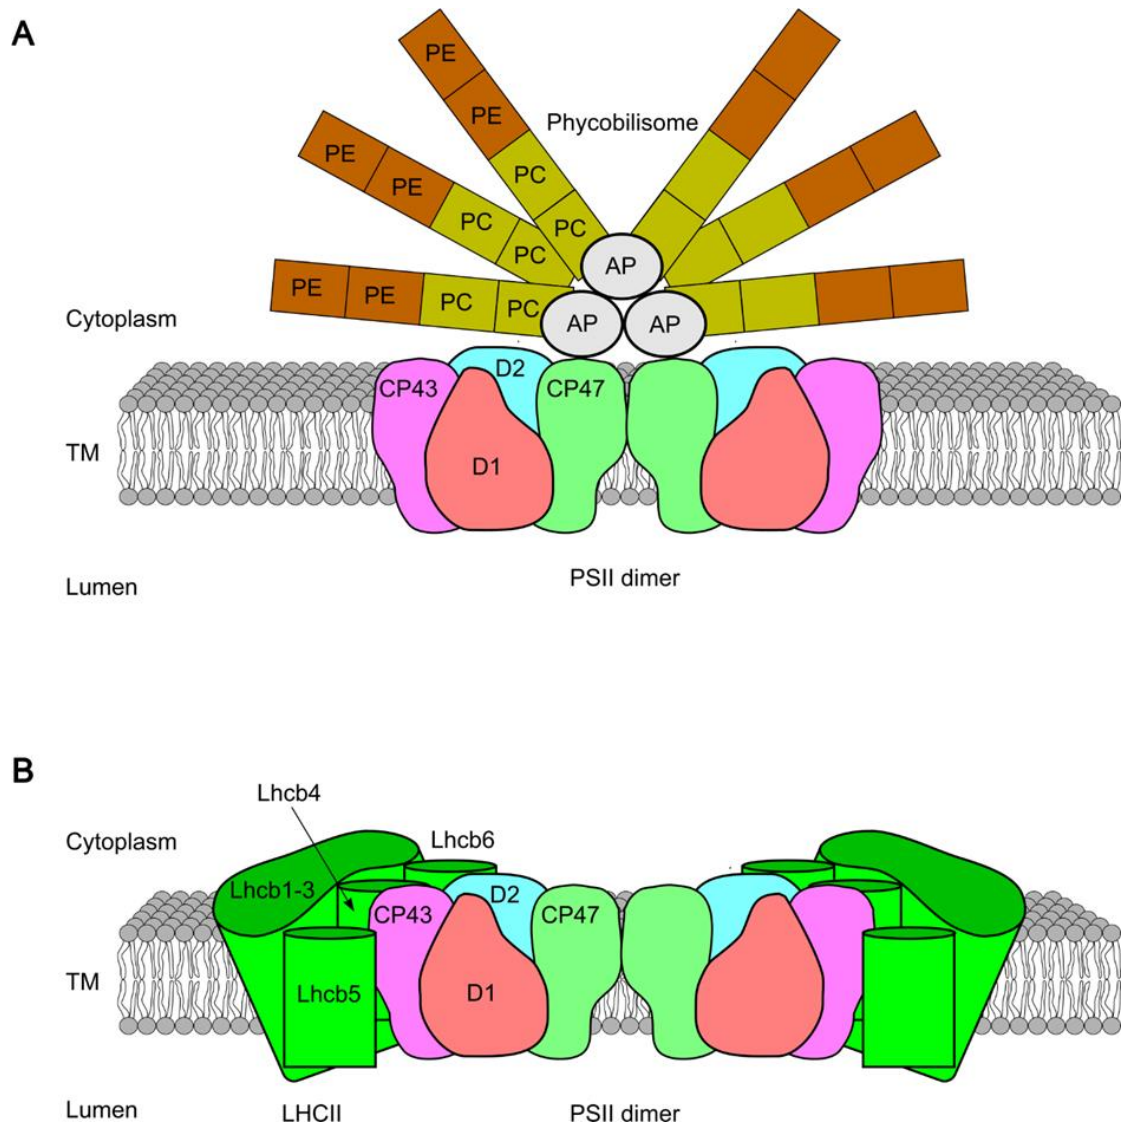 A
PE
PE
Phycobilisome
PE
PE
PC
PC
PC
PC
AP
PE
PE
PC
PC
AP
AP
Cytoplasm
D2
CP43
CP47
TM
D1
Lumen
PSII dimer
B
Lhcb4
Cytoplasm
Lhcb6
Lhcb1-3
D2
CP43
CP47
TM
Lhcb5
D1
Lumen
LHCII
PSII dimer